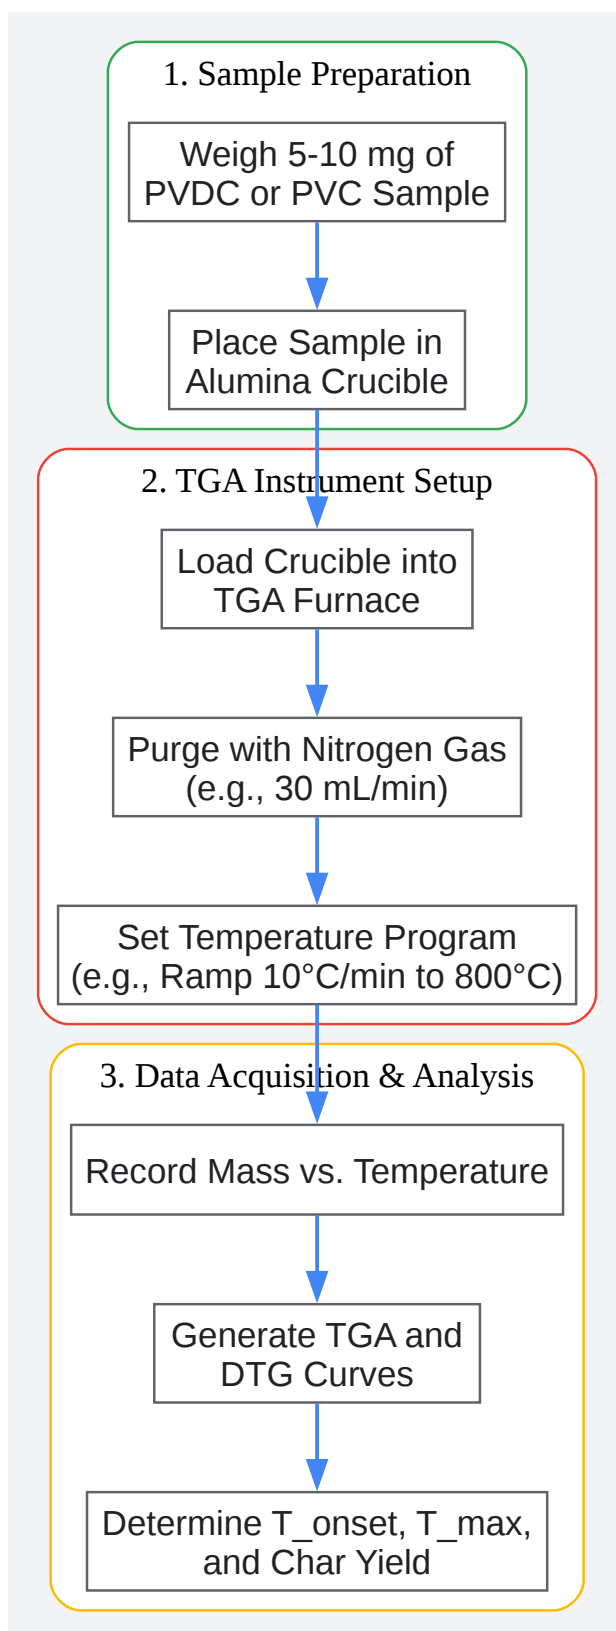 1. Sample Preparation
Weigh 5-10 mg of
PVDC or PVC Sample
Place Sample in
Alumina Crucible
2. TGA Instrument Setup
Load Crucible into
TGA Furnace
Purge with Nitrogen Gas
(e.g., 30 mL/min)
Set Temperature Program
(e.g., Ramp 10°C/min to 800°C)
3. Data Acquisition & Analysis
Record Mass vs. Temperature
Generate TGA and
DTG Curves
Determine T_onset, T_max,
and Char Yield